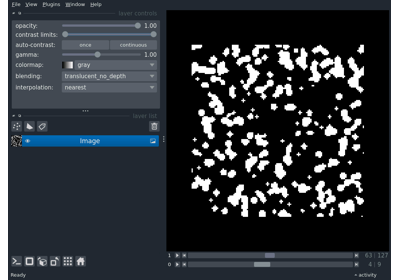 File View Plugins Window Help
layer controls
opacity: 1.00
contrast limits:
auto-contrast: once continuous
gamma: 1.00
colormap: gray
blending: translucent_no_depth
interpolation: nearest
layer list
Image
1 63 127
0 4 9
Ready activity